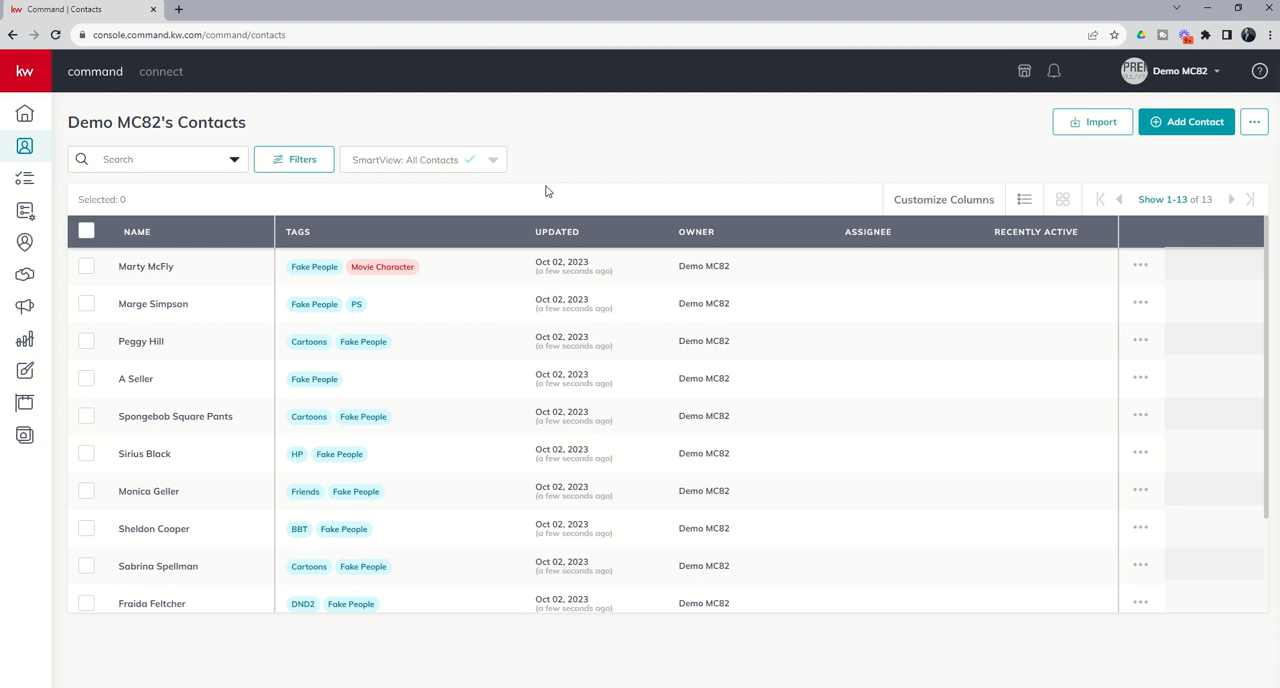 kw Command | Contacts
console.command.kw.com/command/contacts
9+
kw command connect
Demo MC82
Demo MC82's Contacts
Import
Add Contact
Search
Filters
SmartView: All Contacts
Selected: 0
Customize Columns
Show 1-13 of 13
NAME TAGS UPDATED OWNER ASSIGNEE RECENTLY ACTIVE
Marty McFly Fake People Movie Character Oct 02, 2023 Demo MC82
(a few seconds ago)
Marge Simpson Fake People PS Oct 02, 2023 Demo MC82
(a few seconds ago)
Peggy Hill Cartoons Fake People Oct 02, 2023 Demo MC82
(a few seconds ago)
A Seller Fake People Oct 02, 2023 Demo MC82
(a few seconds ago)
Spongebob Square Pants Cartoons Fake People Oct 02, 2023 Demo MC82
(a few seconds ago)
Sirius Black HP Fake People Oct 02, 2023 Demo MC82
(a few seconds ago)
Monica Geller Friends Fake People Oct 02, 2023 Demo MC82
(a few seconds ago)
Sheldon Cooper BBT Fake People Oct 02, 2023 Demo MC82
(a few seconds ago)
Sabrina Spellman Cartoons Fake People Oct 02, 2023 Demo MC82
(a few seconds ago)
Fraida Feltcher DND2 Fake People Oct 02, 2023 Demo MC82
(a few seconds ago)